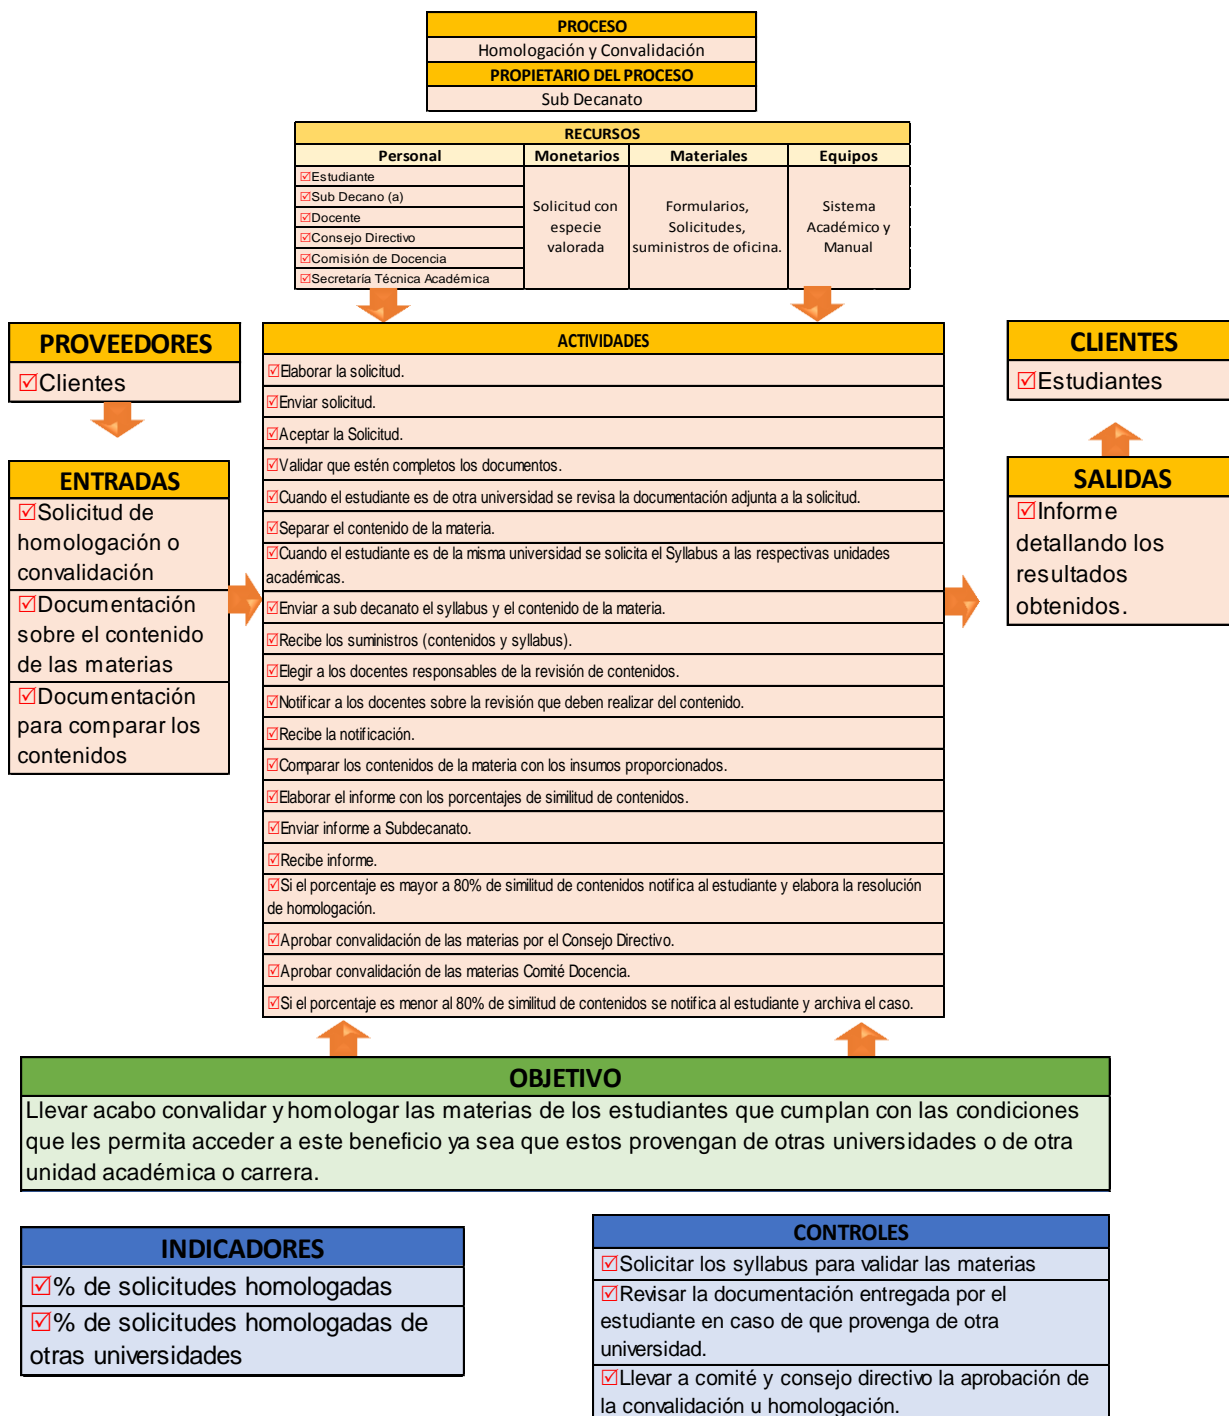 PROCESO
Homologación y Convalidación
PROPIETARIO DEL PROCESO
Sub Decanato
RECURSOS
Personal Monetarios Materiales Equipos
☑Estudiante
☑Sub Decano (a)
☑Docente
☑Consejo Directivo
☑Comisión de Docencia
☑Secretaría Técnica Académica
Solicitud con
especie
valorada
Formularios,
Solicitudes,
suministros de oficina.
Sistema
Académico y
Manual
PROVEEDORES
☑Clientes
ENTRADAS
☑Solicitud de
homologación o
convalidación
☑Documentación
sobre el contenido
de las materias
☑Documentación
para comparar los
contenidos
ACTIVIDADES
☑Elaborar la solicitud.
☑Enviar solicitud.
☑Aceptar la Solicitud.
☑Validar que estén completos los documentos.
☑Cuando el estudiante es de otra universidad se revisa la documentación adjunta a la solicitud.
☑Separar el contenido de la materia.
☑Cuando el estudiante es de la misma universidad se solicita el Syllabus a las respectivas unidades
académicas.
☑Enviar a sub decanato el syllabus y el contenido de la materia.
☑Recibe los suministros (contenidos y syllabus).
☑Elegir a los docentes responsables de la revisión de contenidos.
☑Notificar a los docentes sobre la revisión que deben realizar del contenido.
☑Recibe la notificación.
☑Comparar los contenidos de la materia con los insumos proporcionados.
☑Elaborar el informe con los porcentajes de similitud de contenidos.
☑Enviar informe a Subdecanato.
☑Recibe informe.
☑Si el porcentaje es mayor a 80% de similitud de contenidos notifica al estudiante y elabora la resolución
de homologación.
☑Aprobar convalidación de las materias por el Consejo Directivo.
☑Aprobar convalidación de las materias Comité Docencia.
☑Si el porcentaje es menor al 80% de similitud de contenidos se notifica al estudiante y archiva el caso.
CLIENTES
☑Estudiantes
SALIDAS
☑Informe
detallando los
resultados
obtenidos.
OBJETIVO
Llevar acabo convalidar y homologar las materias de los estudiantes que cumplan con las condiciones
que les permita acceder a este beneficio ya sea que estos provengan de otras universidades o de otra
unidad académica o carrera.
INDICADORES
☑% de solicitudes homologadas
☑% de solicitudes homologadas de
otras universidades
CONTROLES
☑Solicitar los syllabus para validar las materias
☑Revisar la documentación entregada por el
estudiante en caso de que provenga de otra
universidad.
☑Llevar a comité y consejo directivo la aprobación de
la convalidación u homologación.